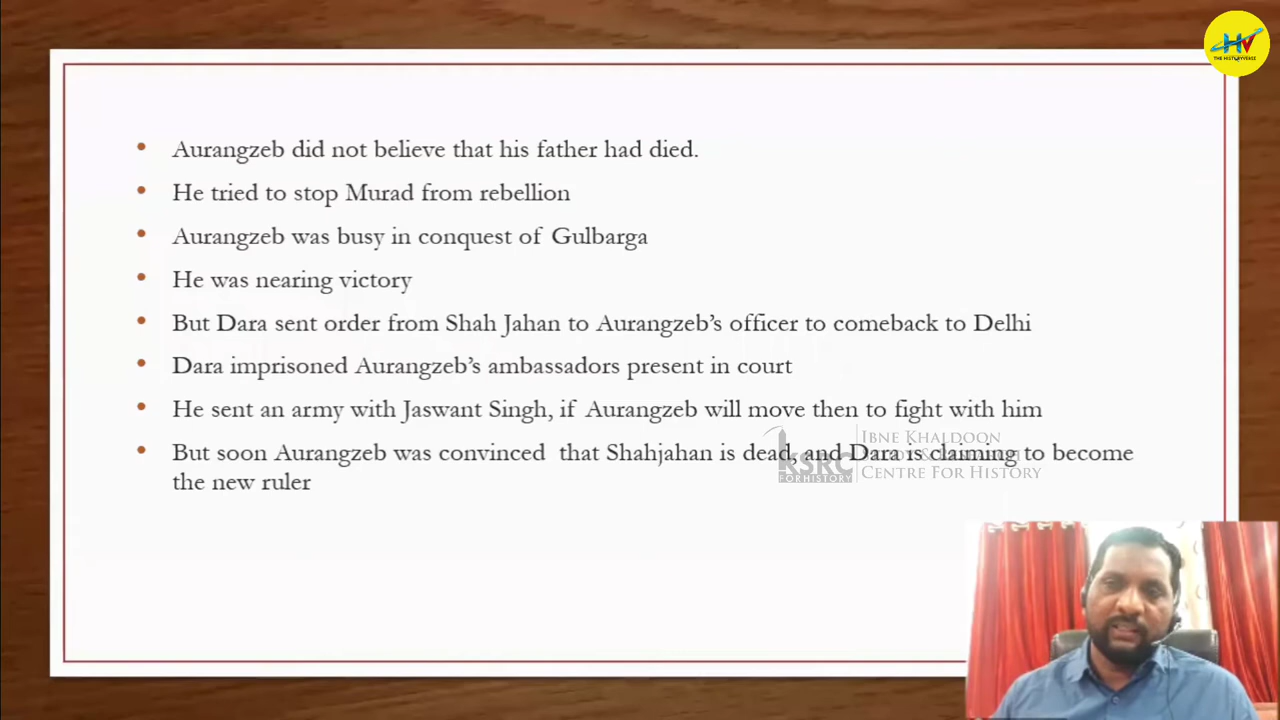 HV
THE HISTORYVERSE
Aurangzeb did not believe that his father had died.
He tried to stop Murad from rebellion
Aurangzeb was busy in conquest of Gulbarga
He was nearing victory
But Dara sent order from Shah Jahan to Aurangzeb's officer to comeback to Delhi
Dara imprisoned Aurangzeb's ambassadors present in court
He sent an army with Jaswant Singh, if Aurangzeb will move then to fight with him
But soon Aurangzeb was convinced that Shahjahan is dead, and Dara is claiming to become
the new ruler
KSRC
FOR HISTORY
IBNE KHALDOON
CENTRE FOR HISTORY